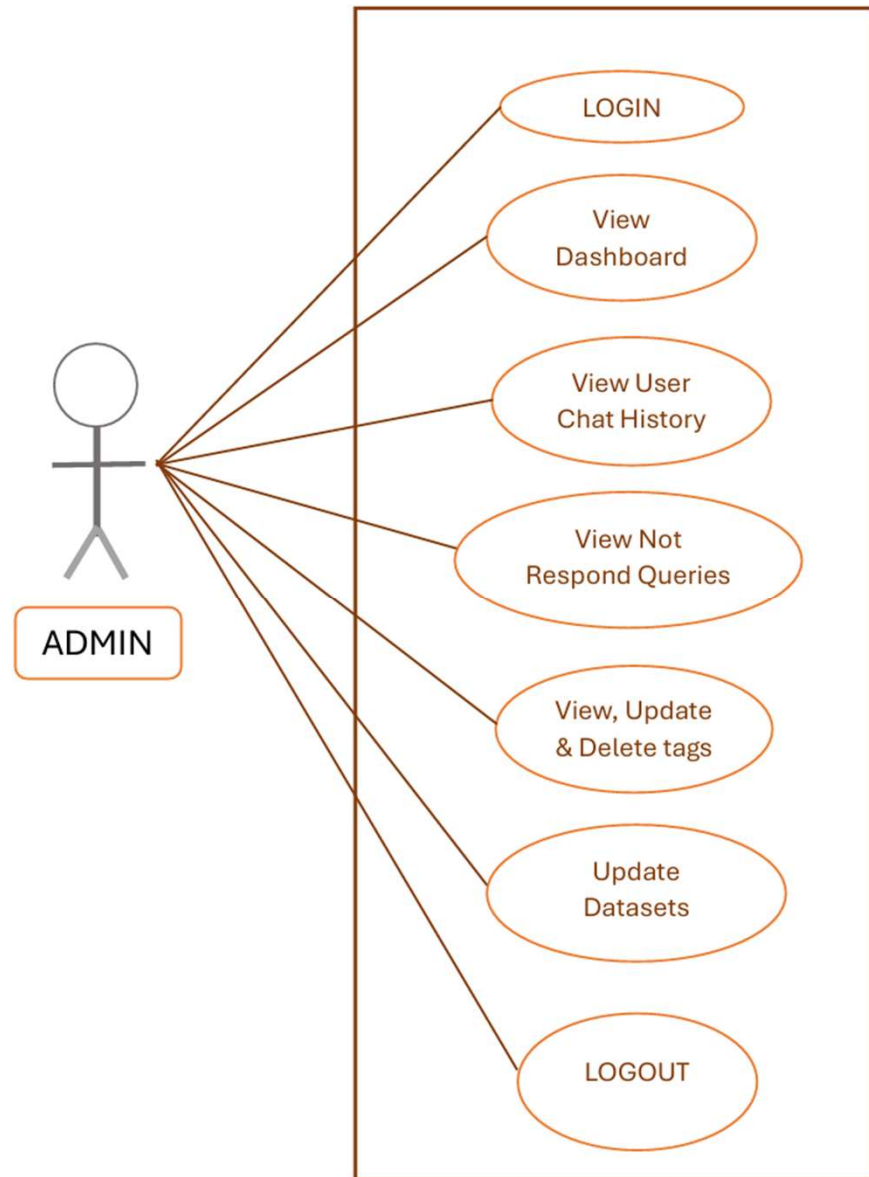 LOGIN
View
Dashboard
View User
Chat History
View Not
Respond Queries
ADMIN
View, Update
& Delete tags
Update
Datasets
LOGOUT